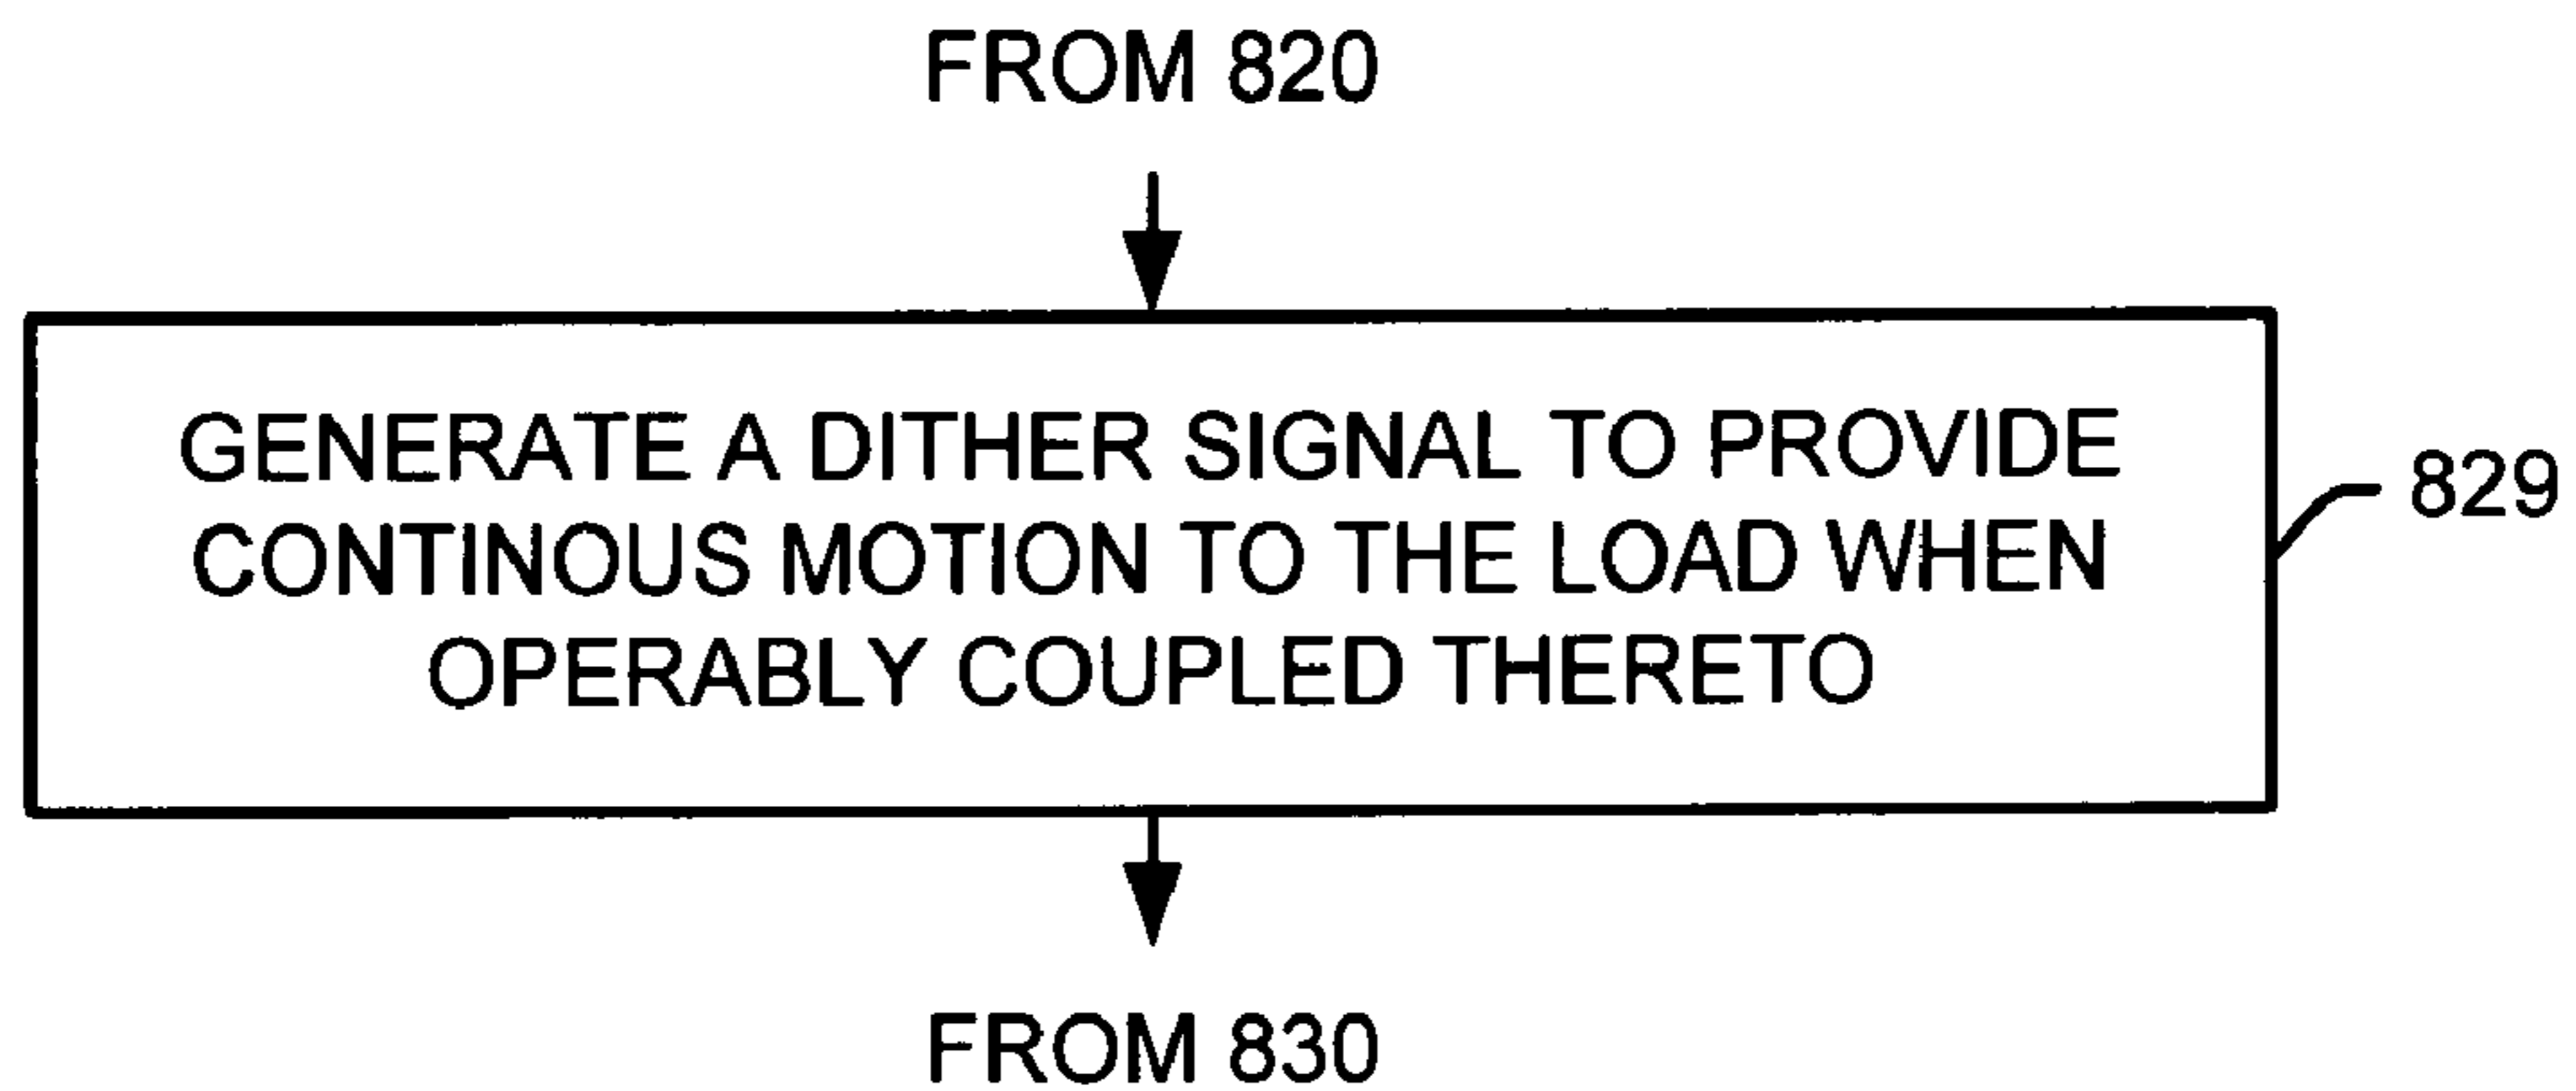 FROM 820
GENERATE A DITHER SIGNAL TO PROVIDE
CONTINOUS MOTION TO THE LOAD WHEN
OPERABLY COUPLED THERETO
829
FROM 830